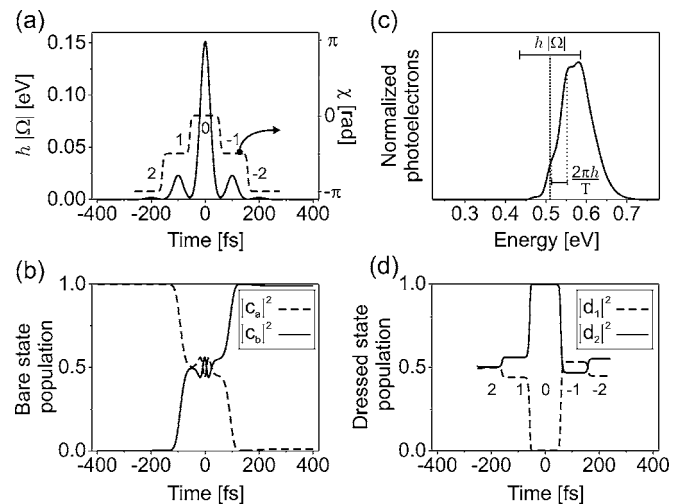 (a)
0.15
0.10
0.05
0.00
h |Ω| [eV]
2
1
0
-1
-2
π
0
-π
χ [rad]
-400 -200 0 200 400
Time [fs]
(c)
h |Ω|
2πh
T
Normalized
photoelectrons
0.3 0.4 0.5 0.6 0.7
Energy [eV]
(b)
1.0
0.5
0.0
Bare state
population
|c_a|²
|c_b|²
-400 -200 0 200 400
Time [fs]
(d)
1.0
0.5
0.0
Dressed state
population
|d_1|²
|d_2|²
2 1 0 -1 -2
-400 -200 0 200 400
Time [fs]